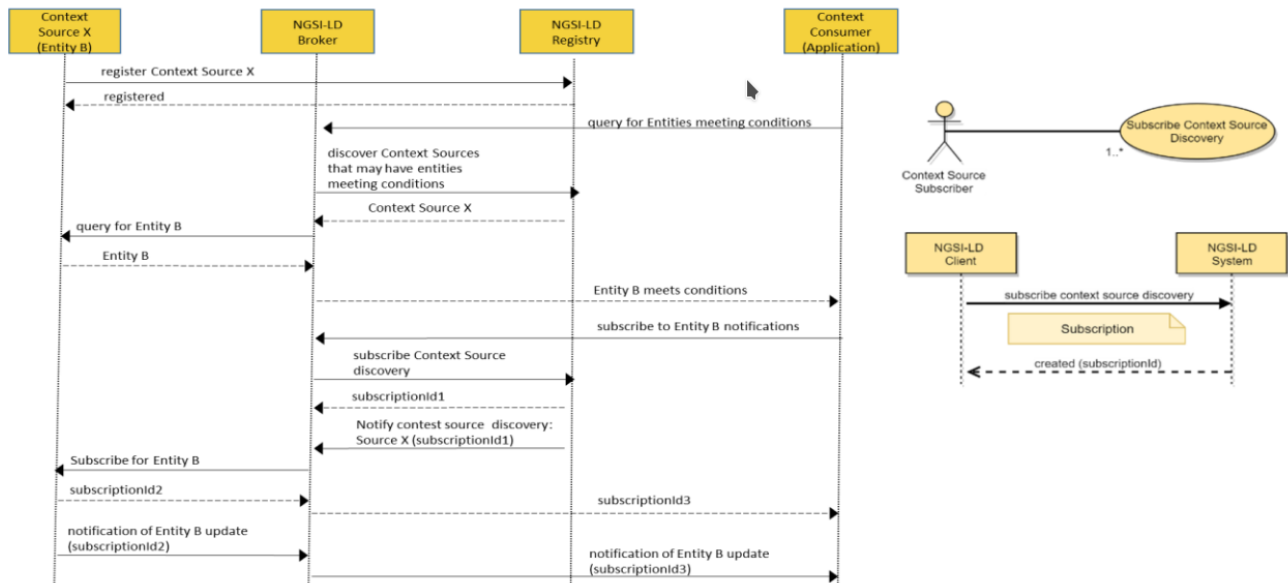 Context
Source X
(Entity B)
NGSI-LD
Broker
NGSI-LD
Registry
Context
Consumer
(Application)
register Context Source X
registered
query for Entities meeting conditions
discover Context Sources
that may have entities
meeting conditions
Context Source X
query for Entity B
Entity B
Entity B meets conditions
subscribe to Entity B notifications
subscribe Context Source
discovery
subscriptionId1
Notify contest source discovery:
Source X (subscriptionId1)
Subscribe for Entity B
subscriptionId2
subscriptionId3
notification of Entity B update
(subscriptionId2)
notification of Entity B update
(subscriptionId3)
Subscribe Context Source
Discovery
1..*
Context Source
Subscriber
NGSI-LD
Client
NGSI-LD
System
subscribe context source discovery
Subscription
created (subscriptionId)